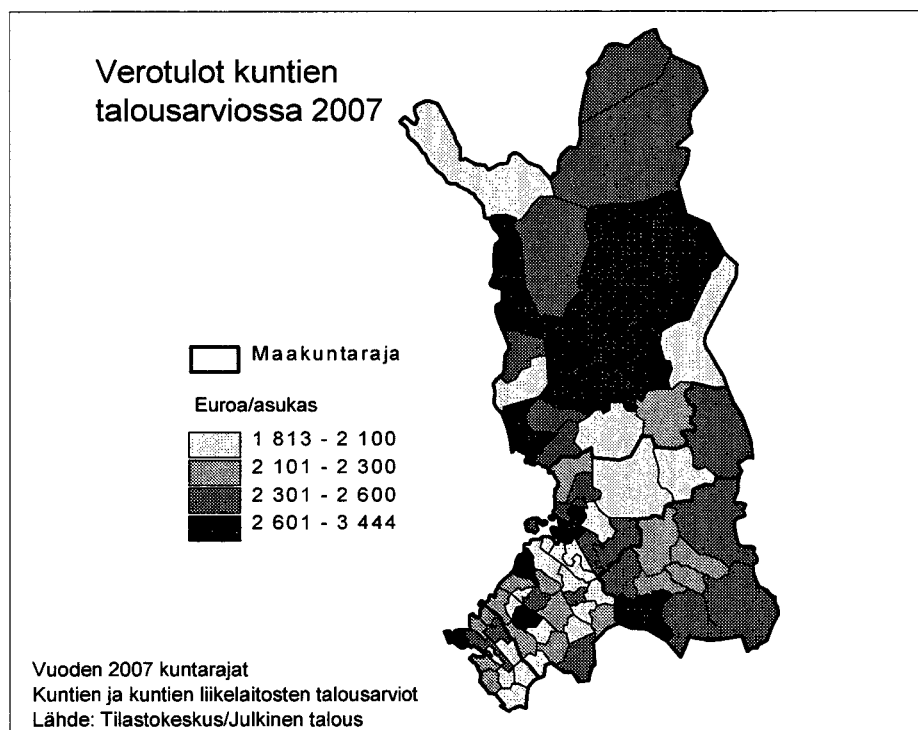 Verotulot kuntien
talousarviossa 2007
Maakuntaraja
Euroa/asukas
1 813 - 2 100
2 101 - 2 300
2 301 - 2 600
2 601 - 3 444
Vuoden 2007 kuntarajat
Kuntien ja kuntien liikelaitosten talousarviot
Lähde: Tilastokeskus/Julkinen talous